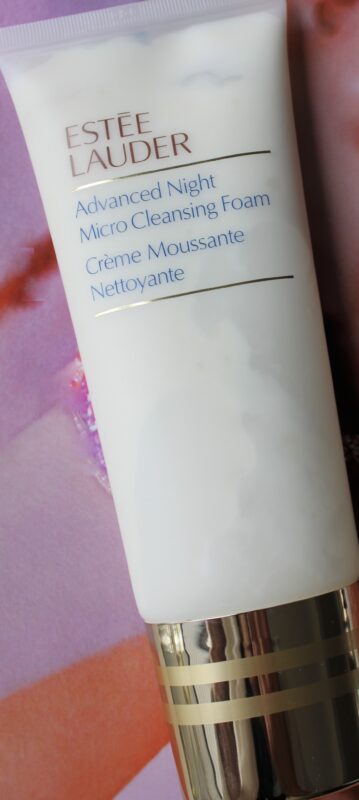 ESTĒE
LAUDER
Advanced Night
Micro Cleansing Foam
Crème Moussante
Nettoyante